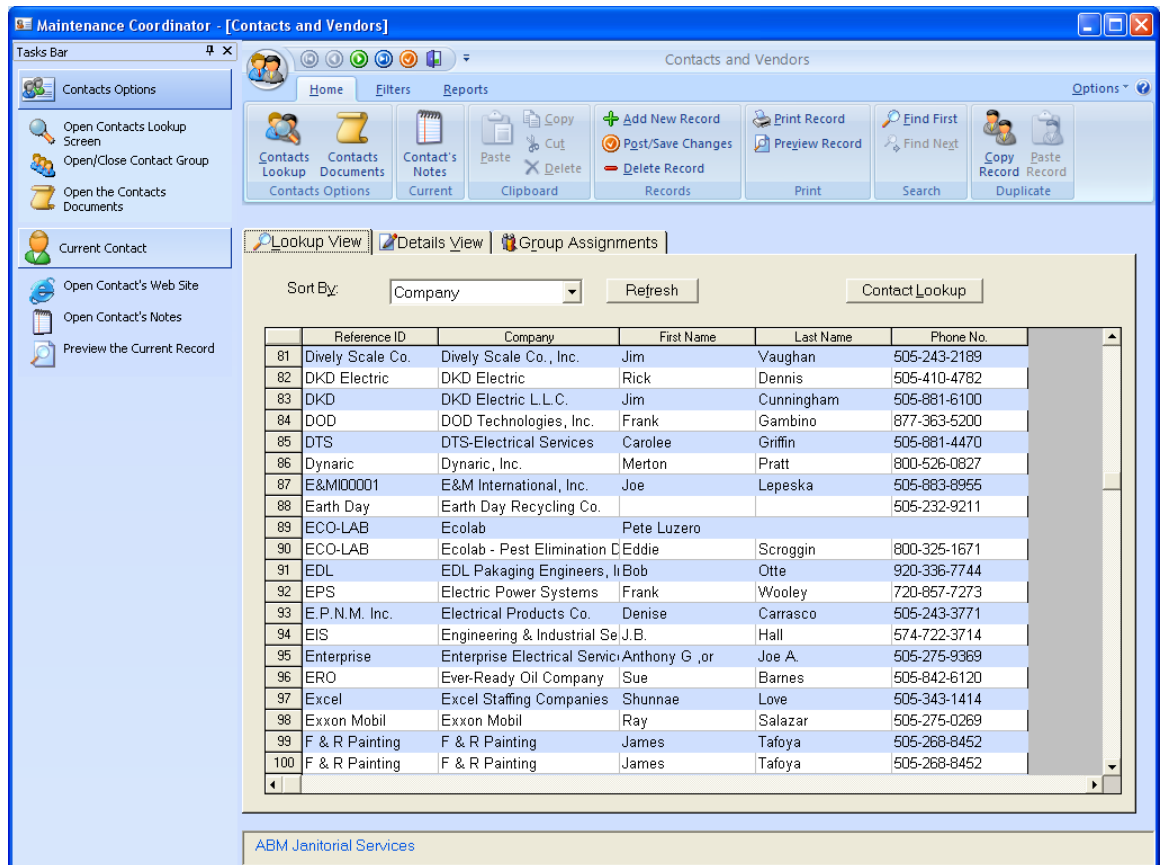 Maintenance Coordinator - [Contacts and Vendors]
Tasks Bar
Contacts Options
Open Contacts Lookup
Screen
Open/Close Contact Group
Open the Contacts
Documents
Current Contact
Open Contact's Web Site
Open Contact's Notes
Preview the Current Record
Contacts and Vendors
Home Filters Reports Options
Contacts Lookup
Contacts Documents
Contacts Options
Contact's Notes
Current
Paste
Copy
Cut
Delete
Clipboard
Add New Record
Post/Save Changes
Delete Record
Records
Print Record
Preview Record
Print
Find First
Find Next
Search
Copy Record
Paste Record
Duplicate
Lookup View Details View Group Assignments
Sort By: Company Refresh Contact Lookup
Reference ID Company First Name Last Name Phone No.
81 Dively Scale Co. Dively Scale Co., Inc. Jim Vaughan 505-243-2189
82 DKD Electric DKD Electric Rick Dennis 505-410-4782
83 DKD DKD Electric L.L.C. Jim Cunningham 505-881-6100
84 DOD DOD Technologies, Inc. Frank Gambino 877-363-5200
85 DTS DTS-Electrical Services Carolee Griffin 505-881-4470
86 Dynaric Dynaric, Inc. Merton Pratt 800-526-0827
87 E&MI00001 E&M International, Inc. Joe Lepeska 505-883-8955
88 Earth Day Earth Day Recycling Co. 505-232-9211
89 ECO-LAB Ecolab Pete Luzero
90 ECO-LAB Ecolab - Pest Elimination D Eddie Scroggin 800-325-1671
91 EDL EDL Pakaging Engineers, I Bob Otte 920-336-7744
92 EPS Electric Power Systems Frank Wooley 720-857-7273
93 E.P.N.M. Inc. Electrical Products Co. Denise Carrasco 505-243-3771
94 EIS Engineering & Industrial Se J.B. Hall 574-722-3714
95 Enterprise Enterprise Electrical Servic Anthony G ,or Joe A. 505-275-9369
96 ERO Ever-Ready Oil Company Sue Barnes 505-842-6120
97 Excel Excel Staffing Companies Shunnae Love 505-343-1414
98 Exxon Mobil Exxon Mobil Ray Salazar 505-275-0269
99 F & R Painting F & R Painting James Tafoya 505-268-8452
100 F & R Painting F & R Painting James Tafoya 505-268-8452
ABM Janitorial Services